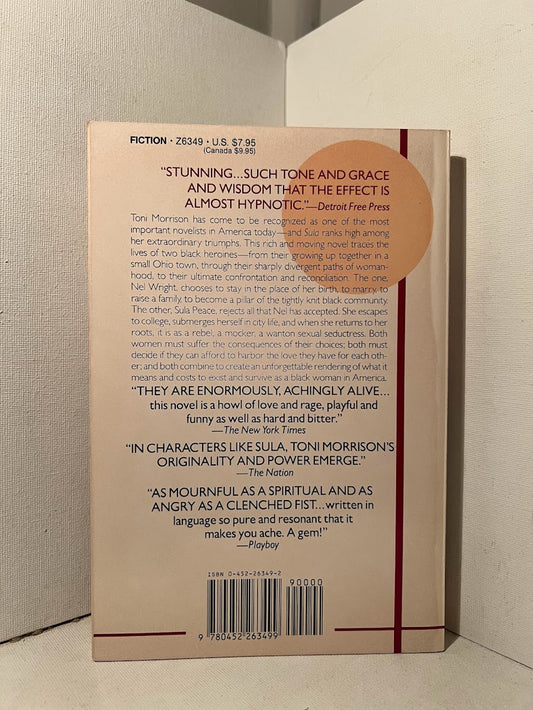 FICTION • Z6349 • U.S. $7.95
(Canada $9.95)
“STUNNING...SUCH TONE AND GRACE
AND WISDOM THAT THE EFFECT IS
ALMOST HYPNOTIC.”—Detroit Free Press
Toni Morrison has come to be recognized as one of the most
important novelists in America today—and Sula ranks high among
her extraordinary triumphs. This rich and moving novel traces the
lives of two black heroines—from their growing up together in a
small Ohio town, through their sharply divergent paths of woman-
hood, to their ultimate confrontation and reconciliation. The one,
Nel Wright, chooses to stay in the place of her birth, to marry, to
raise a family, to become a pillar of the tightly knit black community.
The other, Sula Peace, rejects all that Nel has accepted. She escapes
to college, submerges herself in city life, and when she returns to her
roots, it is as a rebel, a mocker, a wanton sexual seductress. Both
women must suffer the consequences of their choices; both must
decide if they can afford to harbor the love they have for each oth-
er; and both combine to create an unforgettable rendering of what it
means and costs to exist and survive as a black woman in America.
“THEY ARE ENORMOUSLY, ACHINGLY ALIVE...
this novel is a howl of love and rage, playful and
funny as well as hard and bitter.”
—The New York Times
“IN CHARACTERS LIKE SULA, TONI MORRISON’S
ORIGINALITY AND POWER EMERGE.”
—The Nation
“AS MOURNFUL AS A SPIRITUAL AND AS
ANGRY AS A CLENCHED FIST...written in
language so pure and resonant that it
makes you ache. A gem!”
—Playboy
ISBN 0-452-26349-2
90000
9 780452 263499